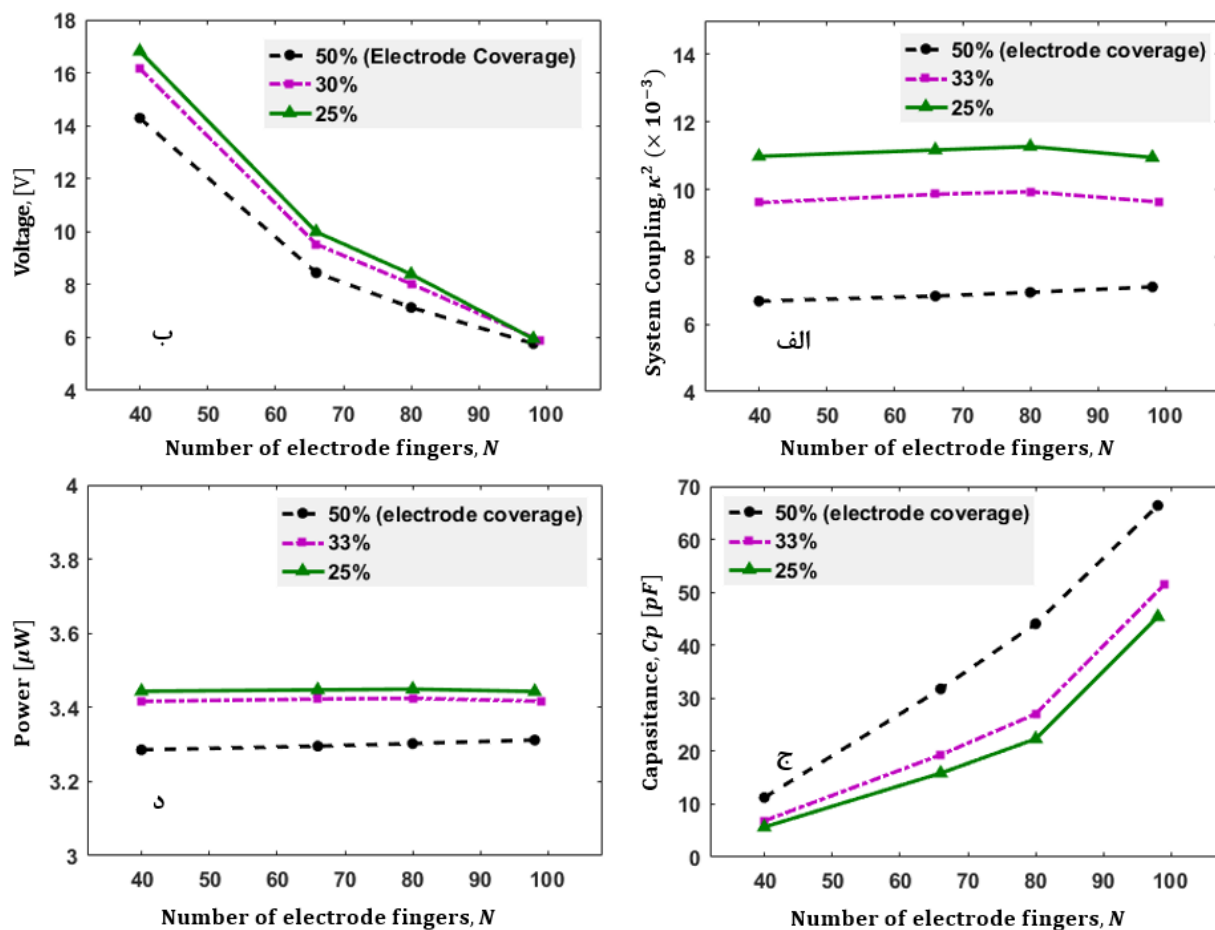 18
16
14
12
10
8
6
4
Voltage, [V]
50% (Electrode Coverage)
30%
25%
ب
40 50 60 70 80 90 100
Number of electrode fingers, N
14
12
10
8
6
4
System Coupling, κ² (× 10⁻³)
50% (electrode coverage)
33%
25%
الف
40 50 60 70 80 90 100
Number of electrode fingers, N
4
3.8
3.6
3.4
3.2
3
Power [μW]
50% (electrode coverage)
33%
25%
د
40 50 60 70 80 90 100
Number of electrode fingers, N
70
60
50
40
30
20
10
0
Capasitance, Cp [pF]
50% (electrode coverage)
33%
25%
ج
40 50 60 70 80 90 100
Number of electrode fingers, N